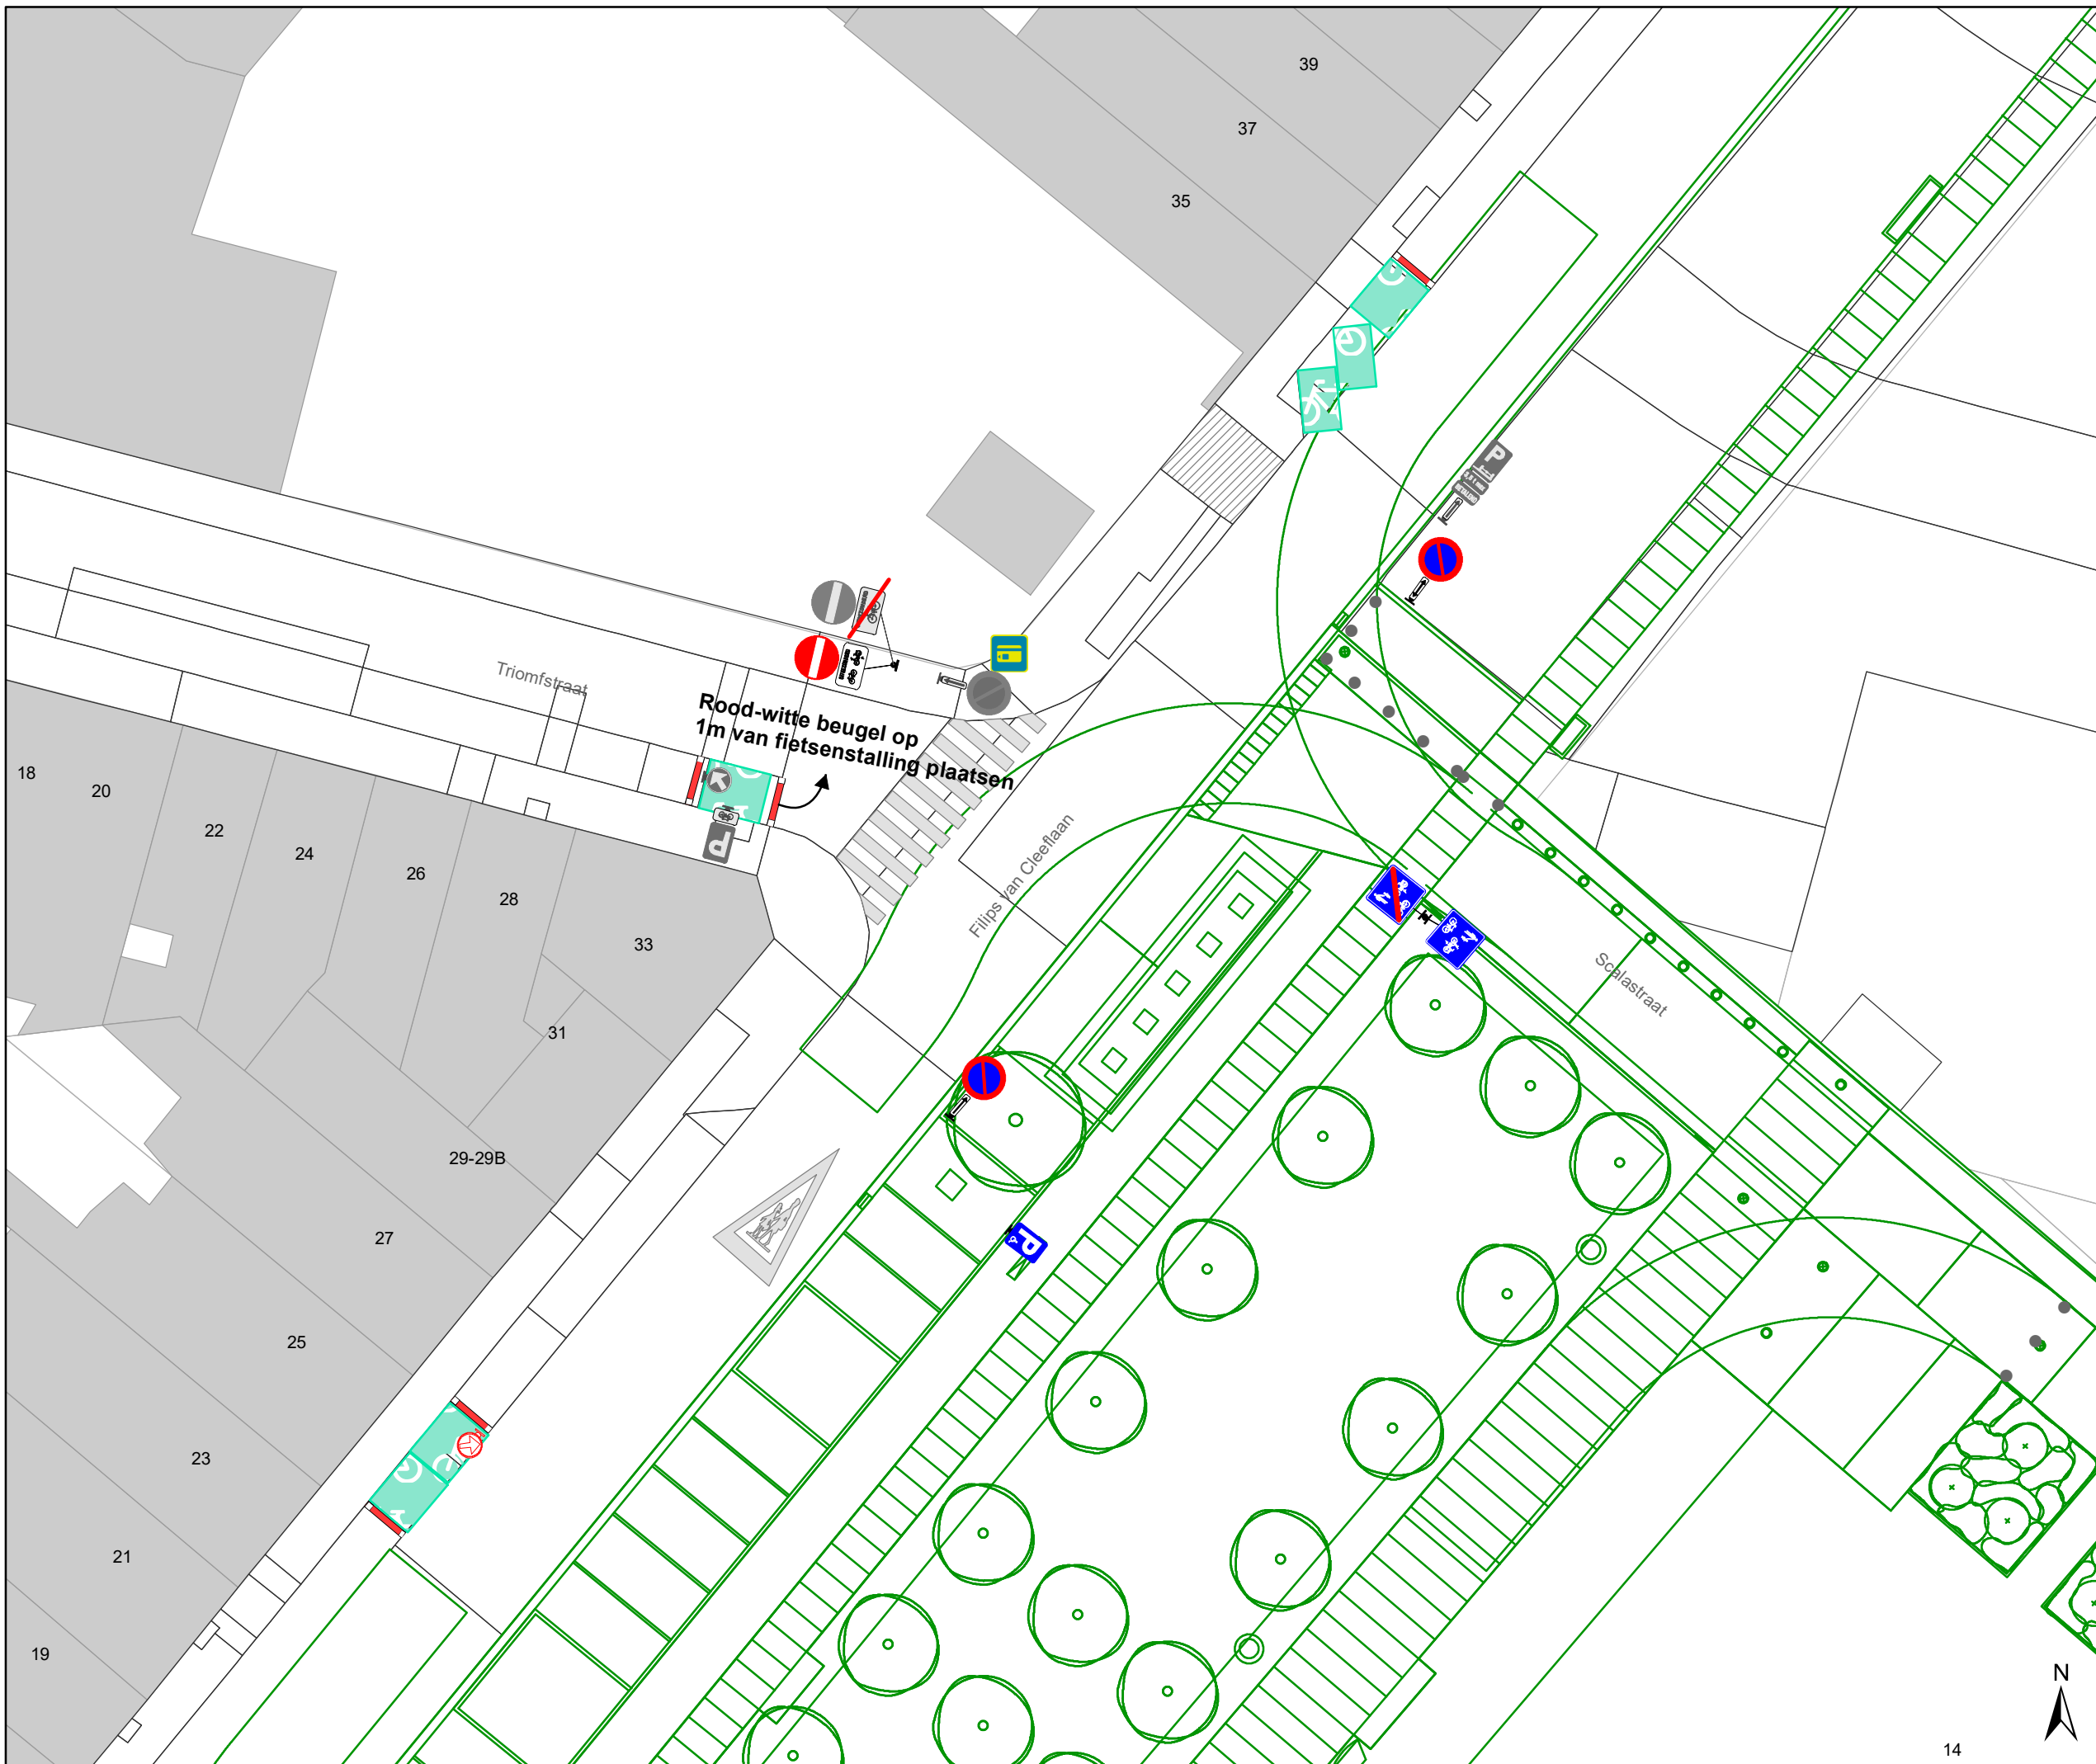 39
37
35
Triomfstraat
Rood-witte beugel op
1m van fietsenstalling plaatsen
18
20
22
24
26
28
33
31
29-29B
27
25
23
21
19
Filips van Cleeflaan
Scalastraat
P
P
P
N
14